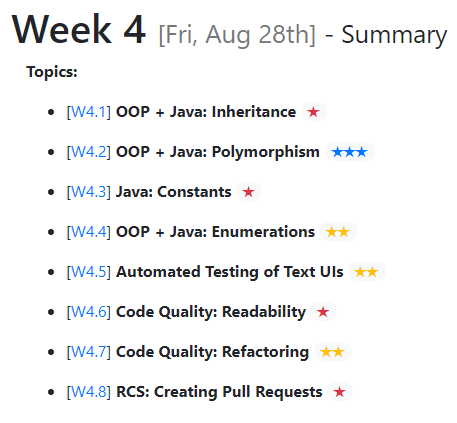 Week 4 [Fri, Aug 28th] - Summary
Topics:
• [W4.1] OOP + Java: Inheritance ★
• [W4.2] OOP + Java: Polymorphism ★★★
• [W4.3] Java: Constants ★
• [W4.4] OOP + Java: Enumerations ★★
• [W4.5] Automated Testing of Text UIs ★★
• [W4.6] Code Quality: Readability ★
• [W4.7] Code Quality: Refactoring ★★
• [W4.8] RCS: Creating Pull Requests ★